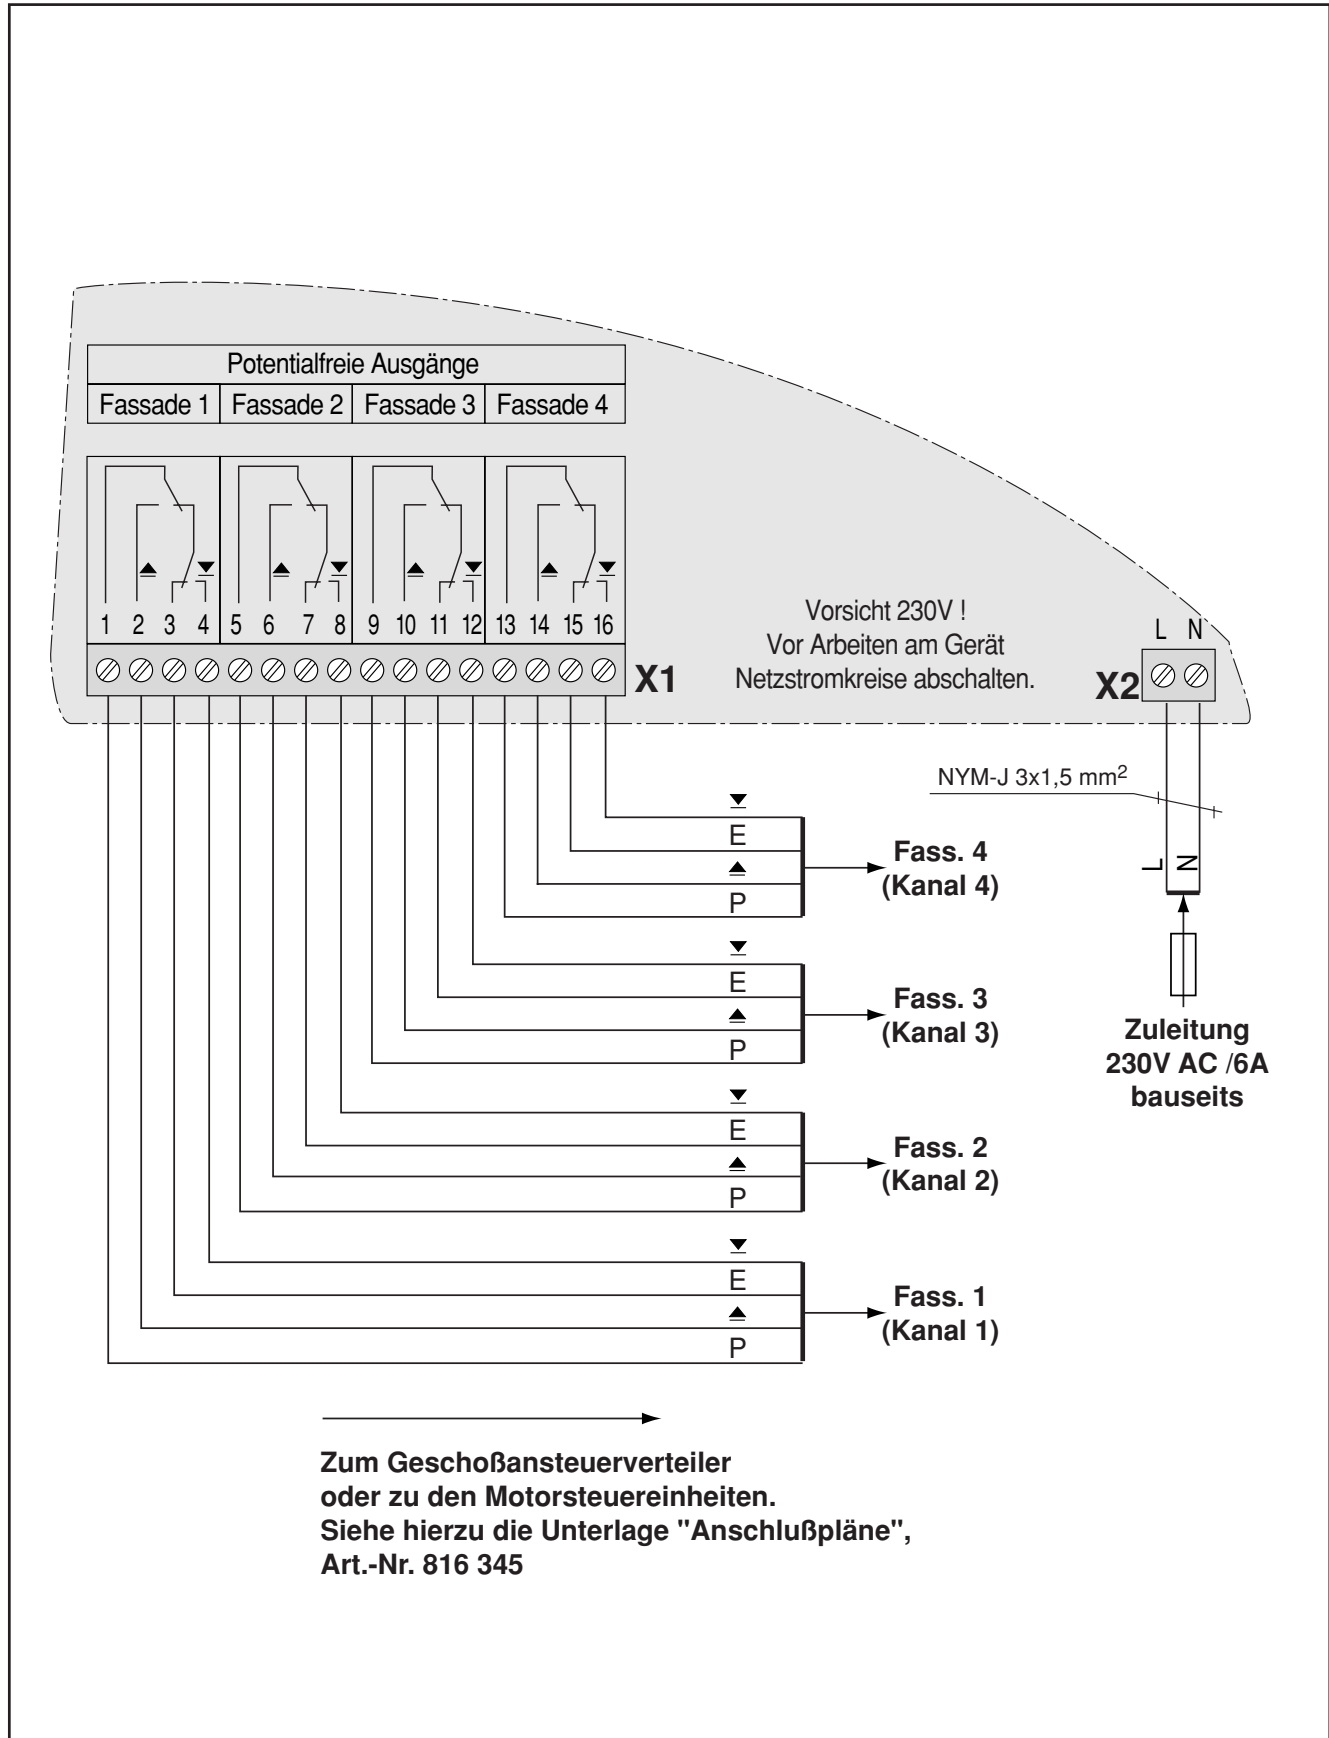 Potentialfreie Ausgänge
Fassade 1 Fassade 2 Fassade 3 Fassade 4
1 2 3 4 5 6 7 8 9 10 11 12 13 14 15 16
X1
Vorsicht 230V !
Vor Arbeiten am Gerät
Netzstromkreise abschalten.
L N
X2
NYM-J 3x1,5 mm²
L N
E
P
Fass. 4
(Kanal 4)
E
P
Fass. 3
(Kanal 3)
Zuleitung
230V AC /6A
bauseits
E
P
Fass. 2
(Kanal 2)
E
P
Fass. 1
(Kanal 1)
Zum Geschoßansteuerverteiler
oder zu den Motorsteuereinheiten.
Siehe hierzu die Unterlage "Anschlußpläne",
Art.-Nr. 816 345